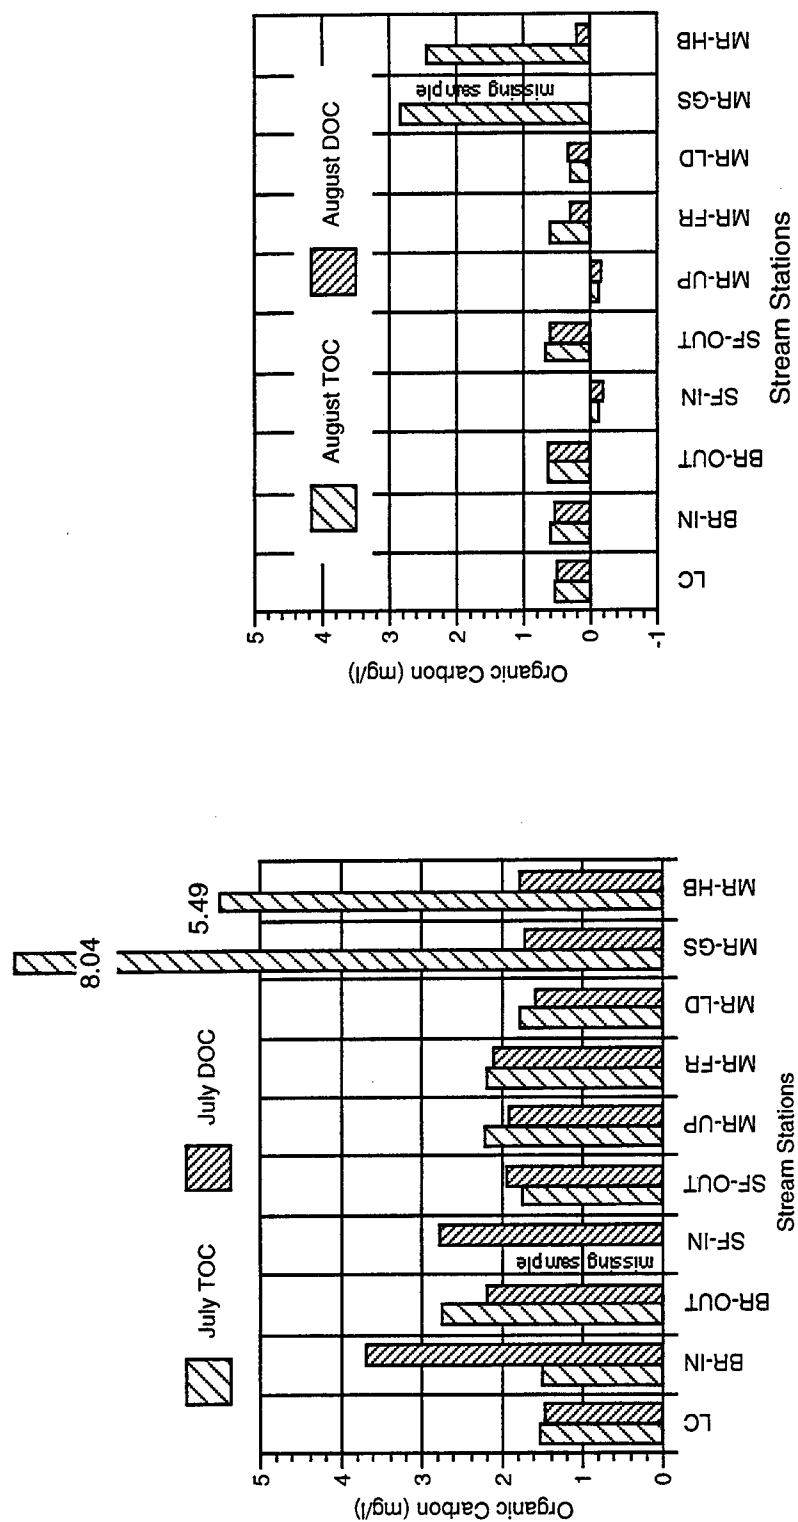 August TOC
August DOC
Organic Carbon (mg/l)
5
4
3
2
1
0
-1
missing sample
LC
BR-IN
BR-OUT
SF-IN
SF-OUT
MR-UP
MR-FR
MR-LD
MR-GS
MR-HB
Stream Stations
July TOC
July DOC
8.04
5.49
Organic Carbon (mg/l)
5
4
3
2
1
0
missing sample
LC
BR-IN
BR-OUT
SF-IN
SF-OUT
MR-UP
MR-FR
MR-LD
MR-GS
MR-HB
Stream Stations